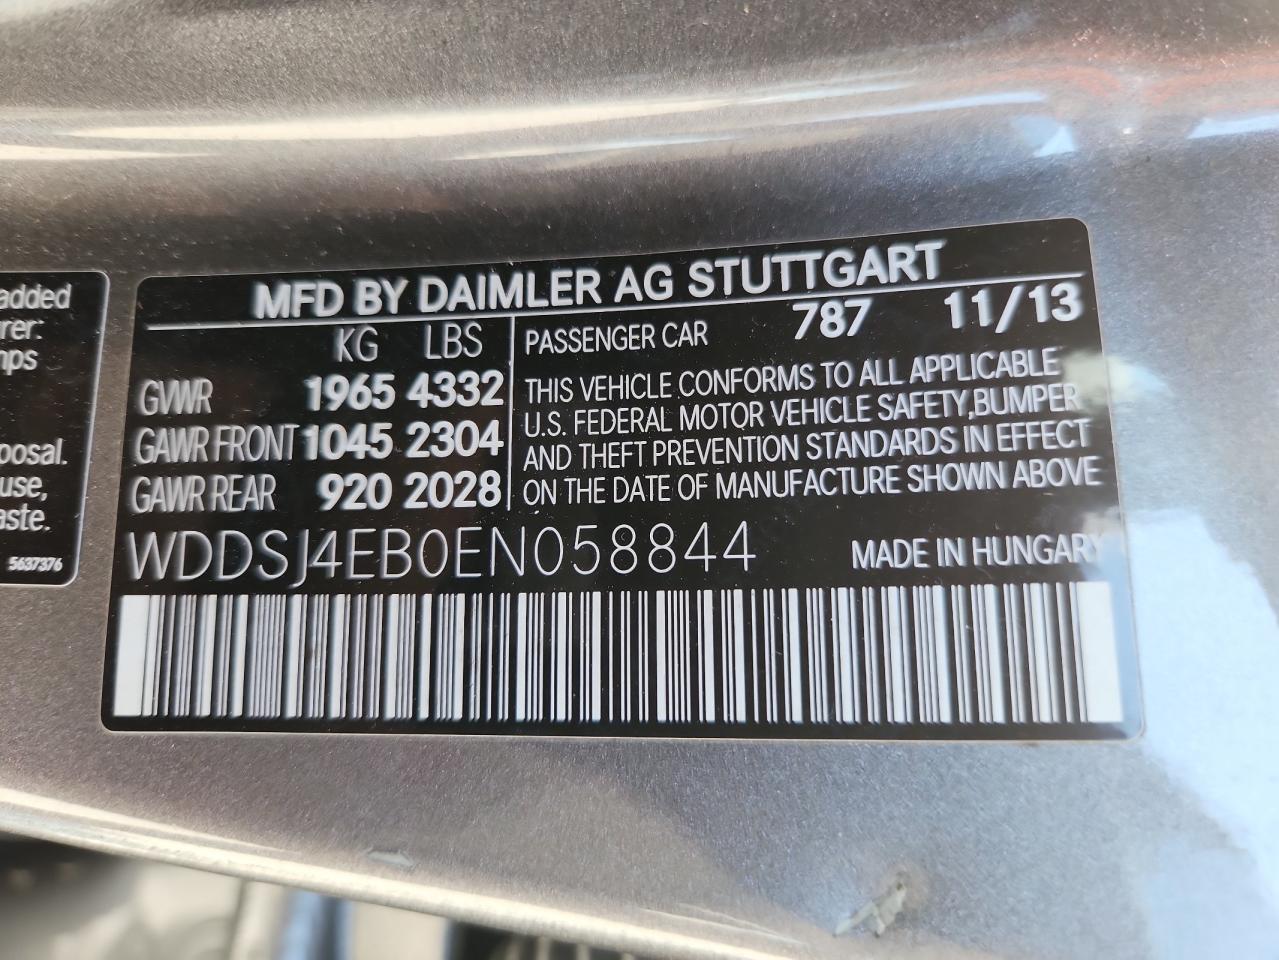 added
rer:
mps
posal.
use,
aste.
5637376
MFD BY DAIMLER AG STUTTGART
KG LBS PASSENGER CAR 787 11/13
GVWR 1965 4332
GAWR FRONT 1045 2304
GAWR REAR 920 2028
THIS VEHICLE CONFORMS TO ALL APPLICABLE
U.S. FEDERAL MOTOR VEHICLE SAFETY,BUMPER
AND THEFT PREVENTION STANDARDS IN EFFECT
ON THE DATE OF MANUFACTURE SHOWN ABOVE
WDDSJ4EB0EN058844 MADE IN HUNGARY